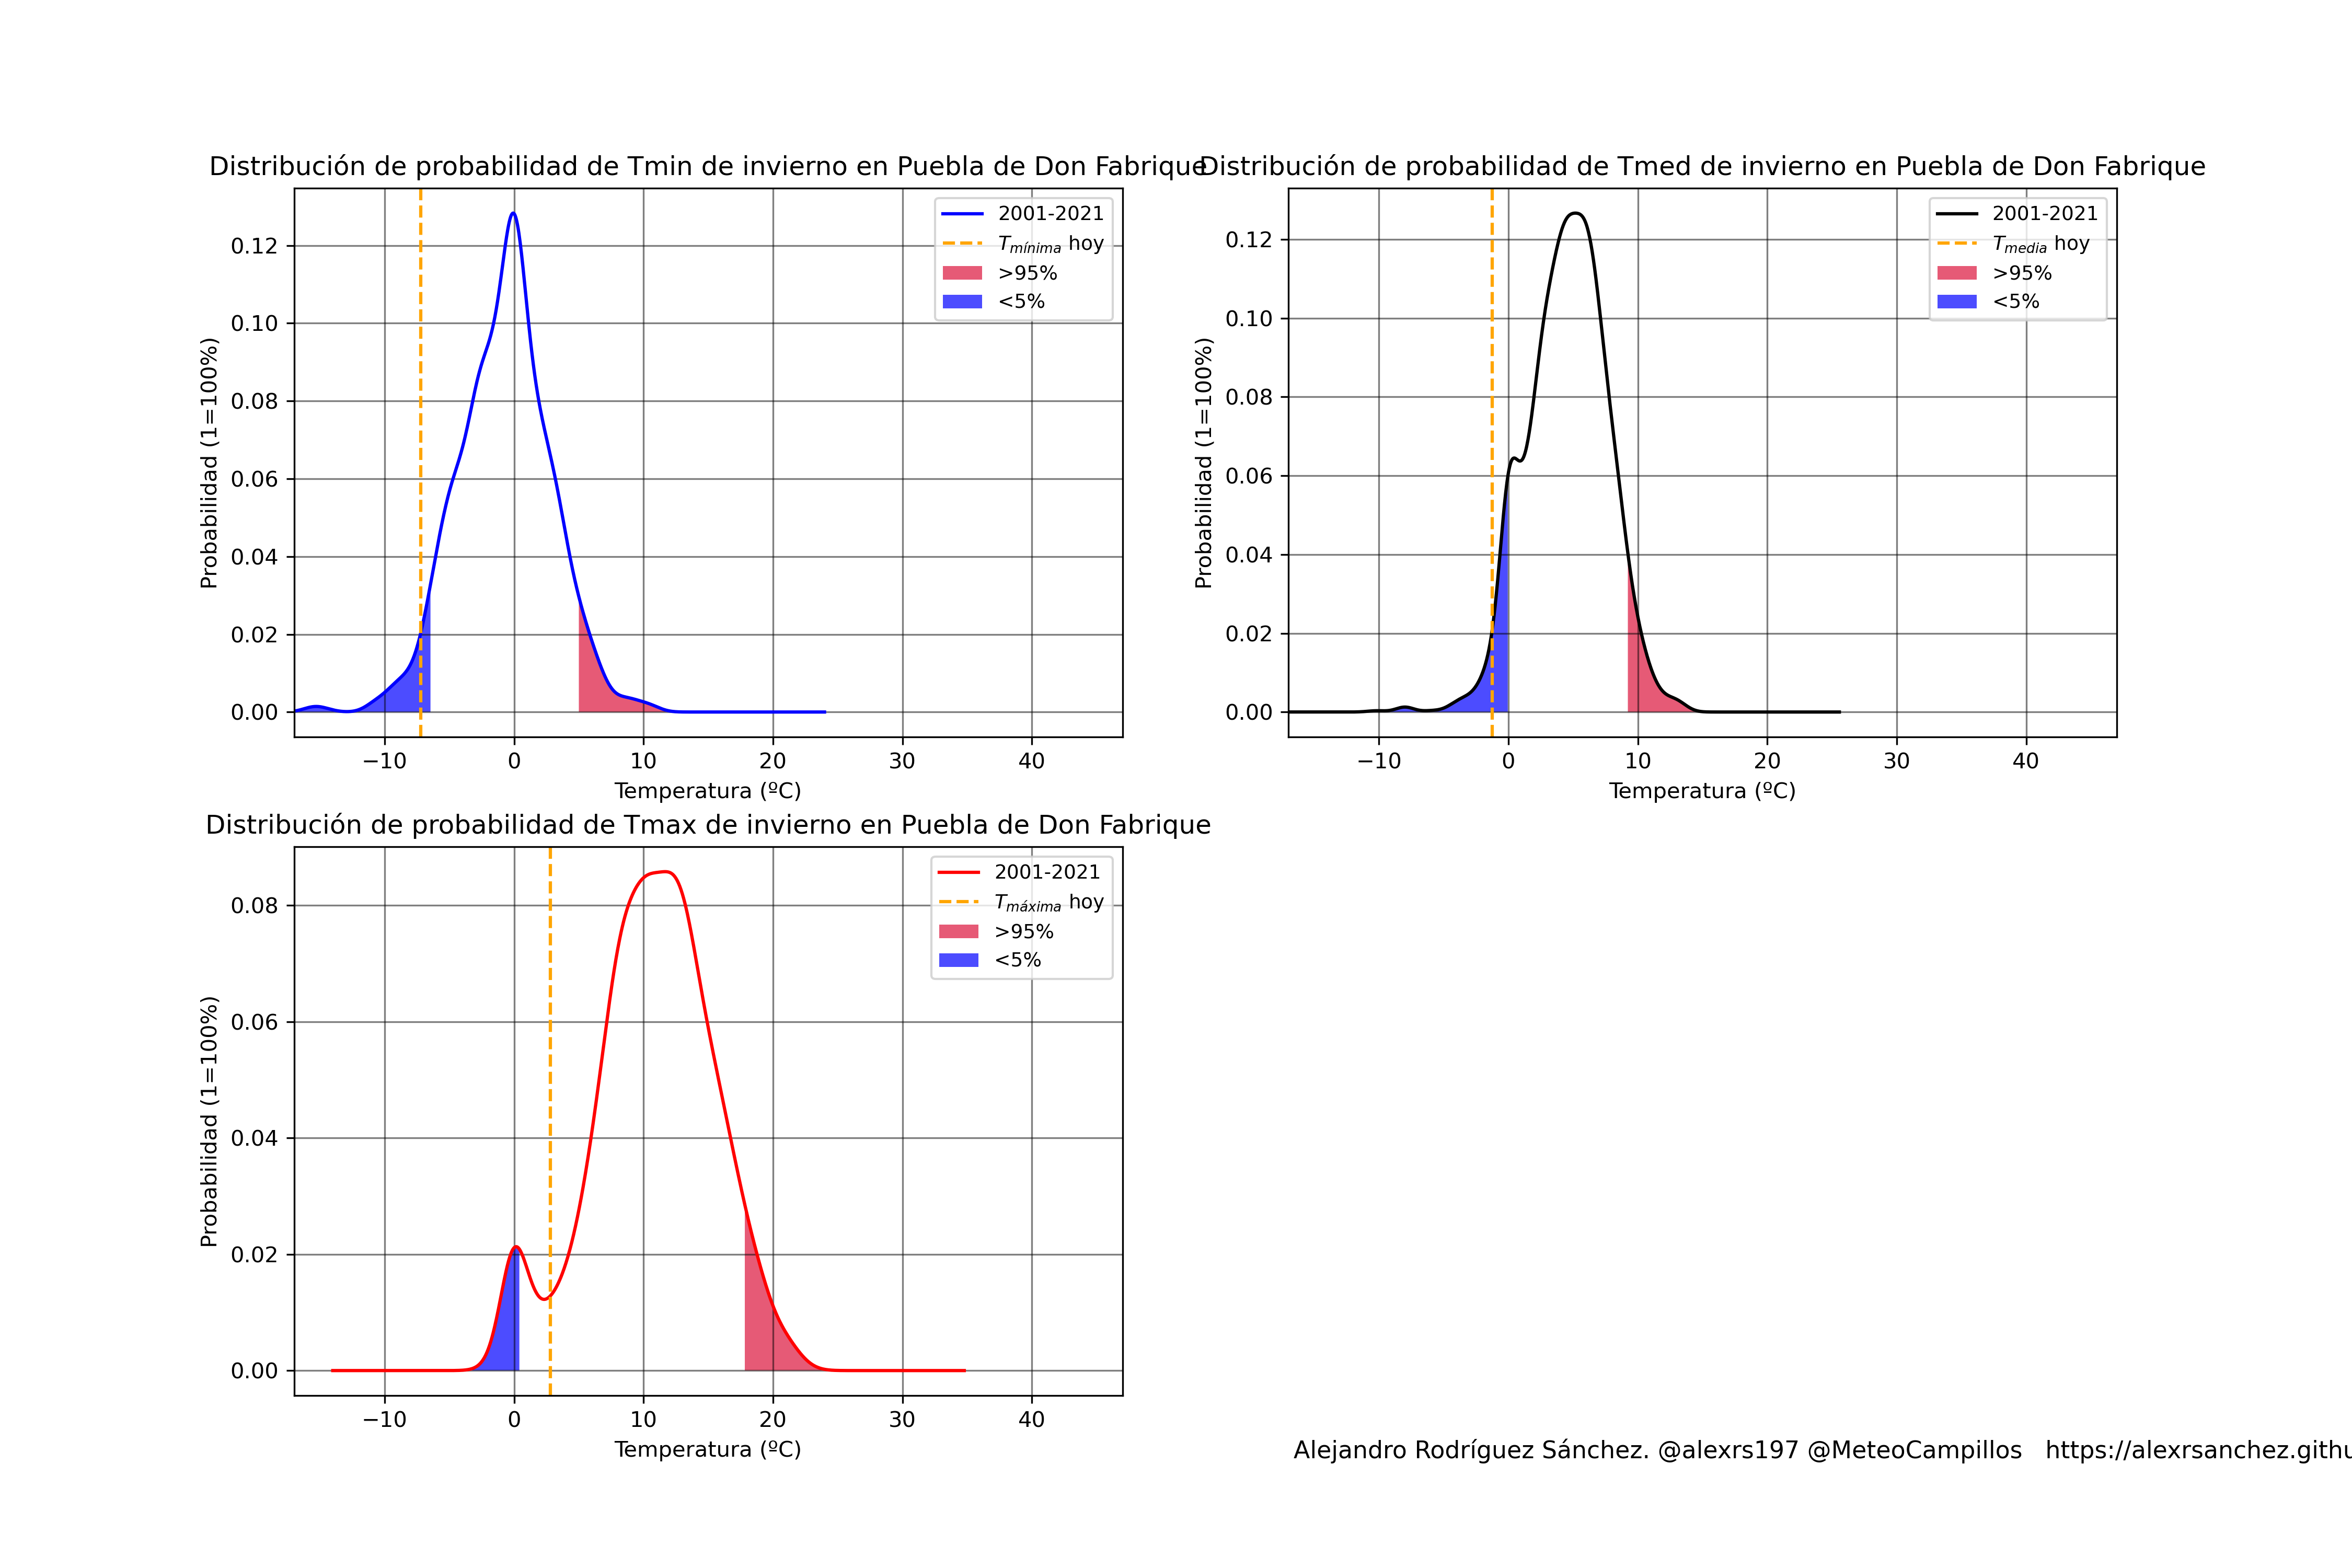 Distribución de probabilidad de Tmin de invierno en Puebla de Don Fabrique
Probabilidad (1=100%)
0.12
0.10
0.08
0.06
0.04
0.02
0.00
−10 0 10 20 30 40
Temperatura (ºC)
2001-2021
Tmínima hoy
>95%
<5%
Distribución de probabilidad de Tmed de invierno en Puebla de Don Fabrique
Probabilidad (1=100%)
0.12
0.10
0.08
0.06
0.04
0.02
0.00
−10 0 10 20 30 40
Temperatura (ºC)
2001-2021
Tmedia hoy
>95%
<5%
Distribución de probabilidad de Tmax de invierno en Puebla de Don Fabrique
Probabilidad (1=100%)
0.08
0.06
0.04
0.02
0.00
−10 0 10 20 30 40
Temperatura (ºC)
2001-2021
Tmáxima hoy
>95%
<5%
Alejandro Rodríguez Sánchez. @alexrs197 @MeteoCampillos https://alexrsanchez.githu